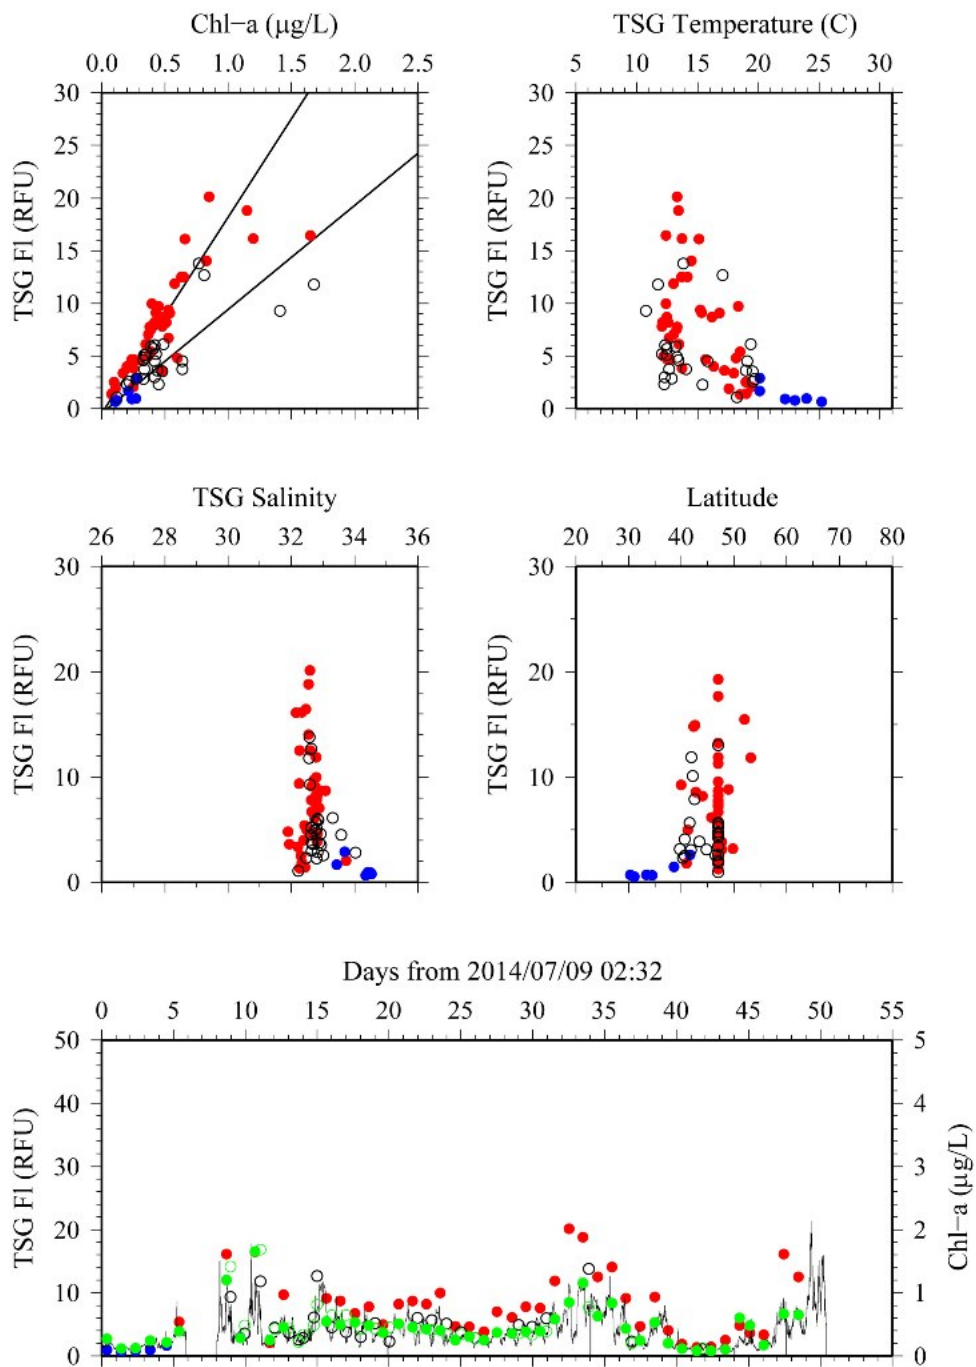 Chl−a (μg/L)
0.0 0.5 1.0 1.5 2.0 2.5
TSG Fl (RFU)
30
25
20
15
10
5
0
TSG Temperature (C)
5 10 15 20 25 30
TSG Fl (RFU)
30
25
20
15
10
5
0
TSG Salinity
26 28 30 32 34 36
TSG Fl (RFU)
30
20
10
0
Latitude
20 30 40 50 60 70 80
TSG Fl (RFU)
30
20
10
0
Days from 2014/07/09 02:32
0 5 10 15 20 25 30 35 40 45 50 55
TSG Fl (RFU)
50
40
30
20
10
0
5
4
3
2
1
0
Chl−a (μg/L)